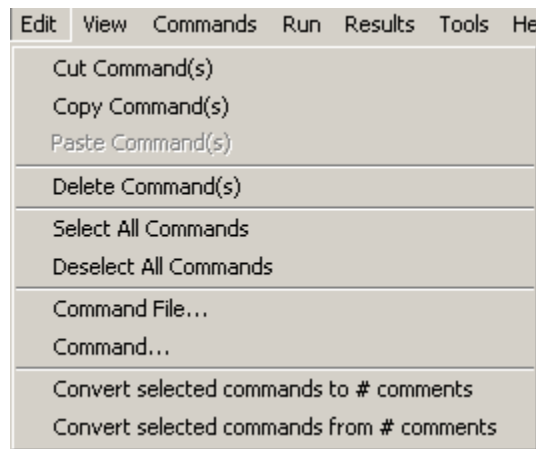 Edit View Commands Run Results Tools He
Cut Command(s)
Copy Command(s)
Paste Command(s)
Delete Command(s)
Select All Commands
Deselect All Commands
Command File...
Command...
Convert selected commands to # comments
Convert selected commands from # comments